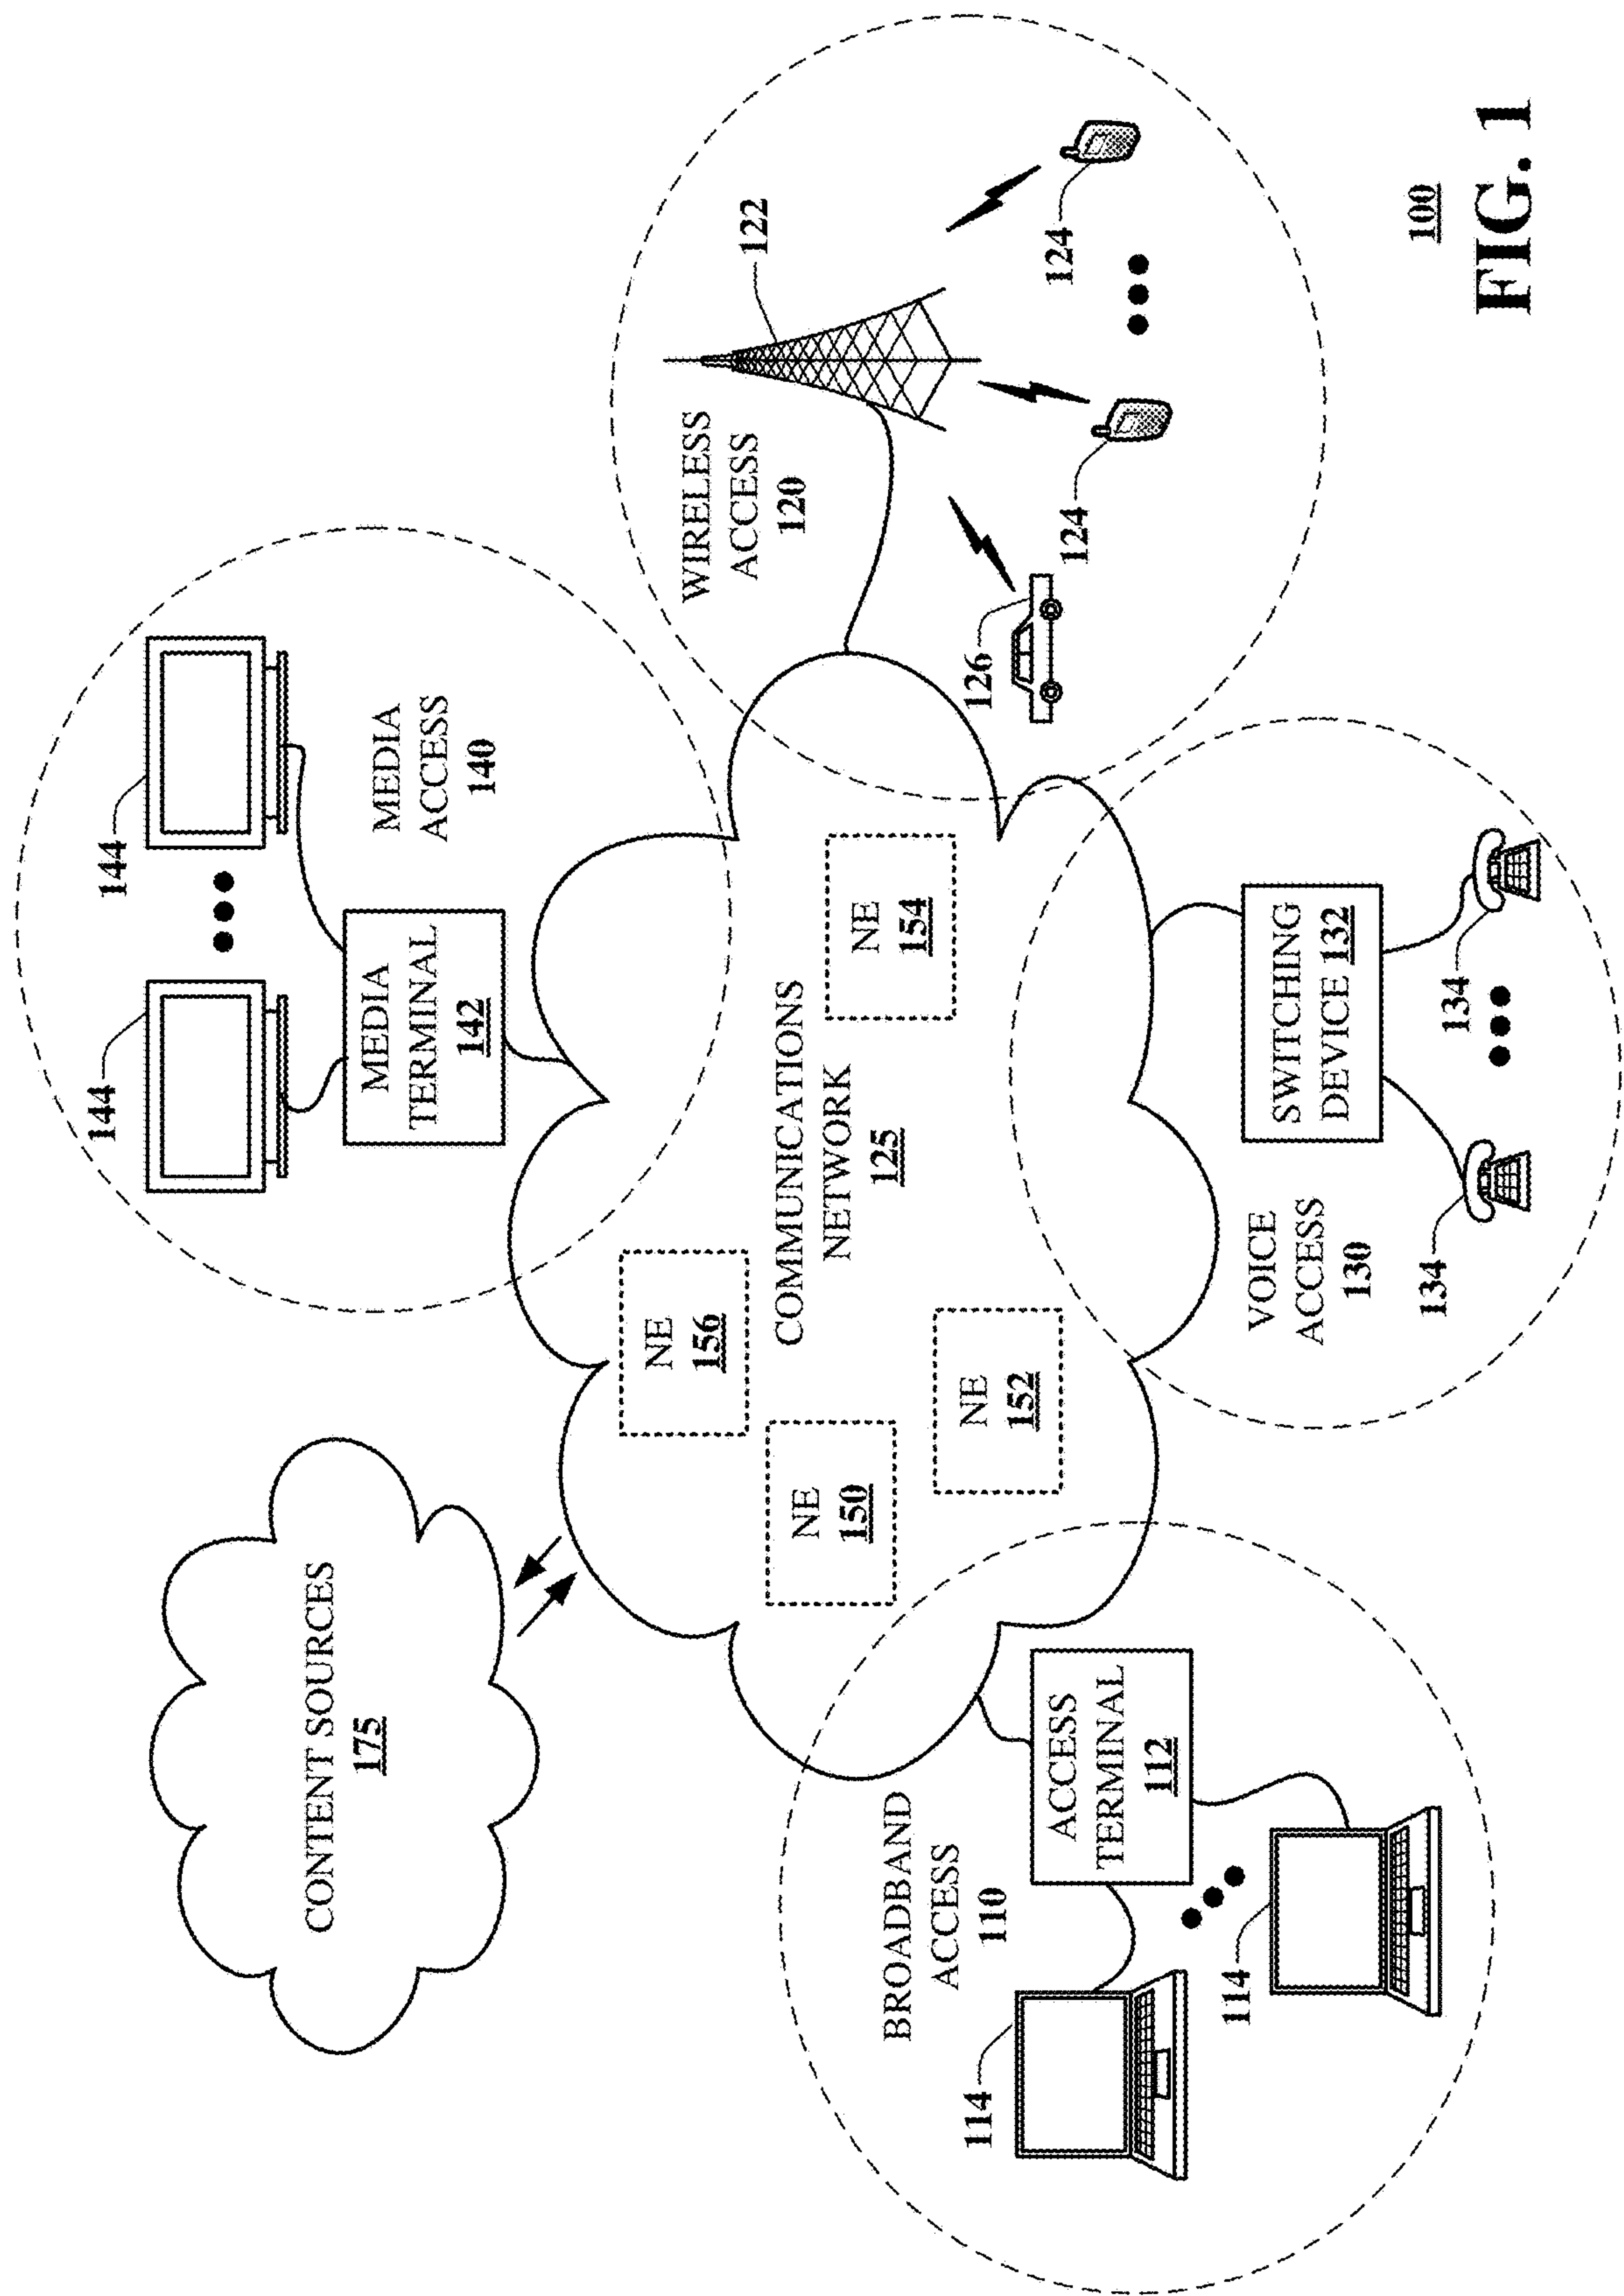 144
144
MEDIA
TERMINAL
142
MEDIA
ACCESS
140
CONTENT SOURCES
175
122
WIRELESS
ACCESS
120
124
124
126
NE
156
NE
150
NE
152
NE
154
COMMUNICATIONS
NETWORK
125
BROADBAND
ACCESS
110
ACCESS
TERMINAL
112
114
114
VOICE
ACCESS
130
SWITCHING
DEVICE 132
134
134
100
FIG. 1